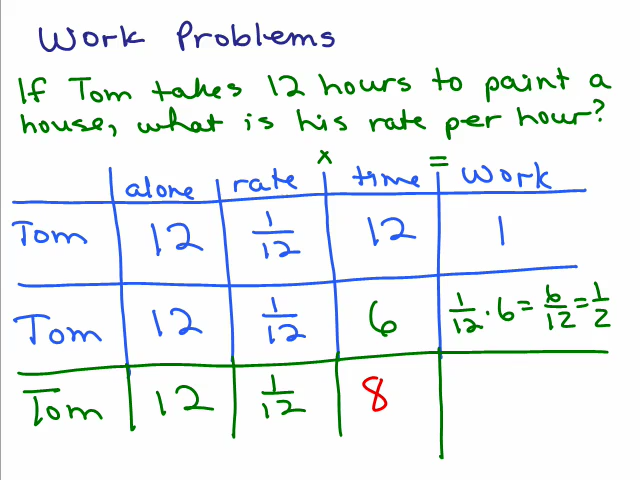 Work Problems
If Tom takes 12 hours to paint a
house, what is his rate per hour?
alone rate x time = work
Tom 12 1/12 12 1
Tom 12 1/12 6 1/12 · 6 = 6/12 = 1/2
Tom 12 1/12 8